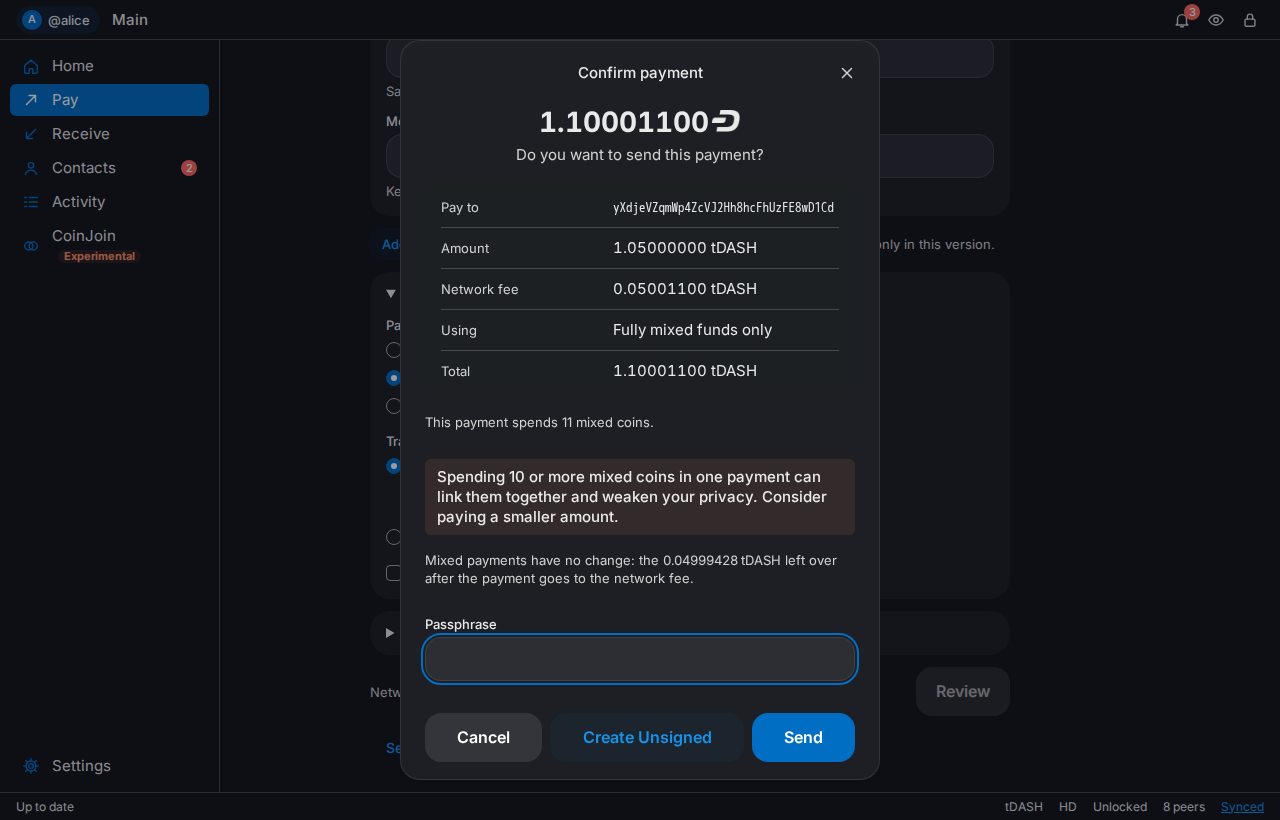 A @alice Main 3
Home
Pay
Receive
Contacts 2
Activity
CoinJoin
Experimental
Settings
Confirm payment
1.10001100
Do you want to send this payment?
Pay to yXdjeVZqmWp4ZcVJ2Hh8hcFhUzFE8wD1Cd
Amount 1.05000000 tDASH
only in this version.
Network fee 0.05001100 tDASH
Using Fully mixed funds only
Total 1.10001100 tDASH
This payment spends 11 mixed coins.
Spending 10 or more mixed coins in one payment can
link them together and weaken your privacy. Consider
paying a smaller amount.
Mixed payments have no change: the 0.04999428 tDASH left over
after the payment goes to the network fee.
Passphrase
Review
Cancel Create Unsigned Send
Up to date tDASH HD Unlocked 8 peers Synced